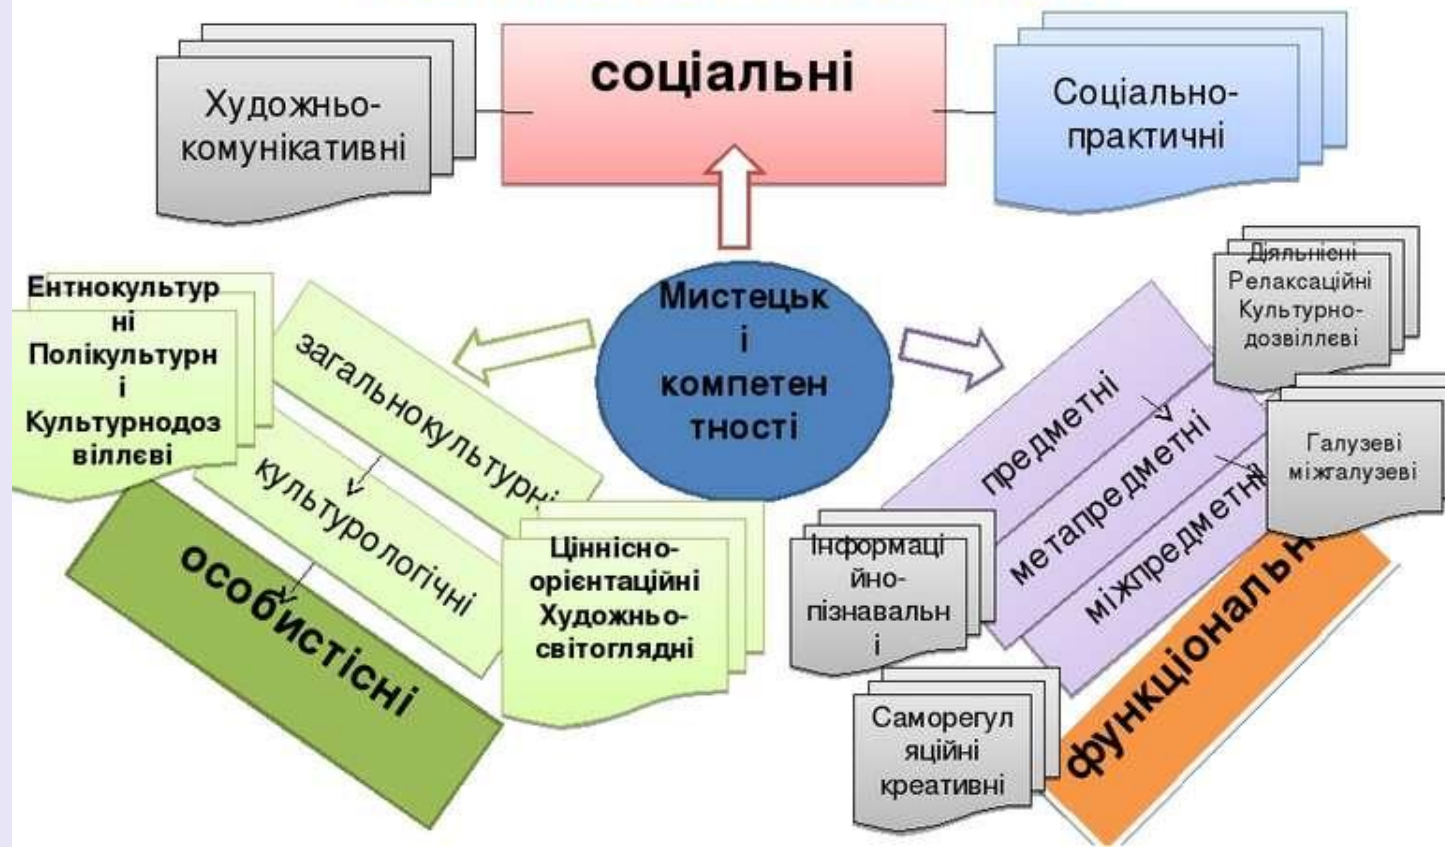 соціальні
Художньо-
комунікативні
Соціально-
практичні
Мистецьк
і
компетен
тності
Ентнокультур
ні
Полікультурн
і
Культурнодоз
віллєві
загальнокультурні
культурологічні
особистісні
Ціннісно-
орієнтаційні
Художньо-
світоглядні
Діяльнісні
Релаксаційні
Культурно-
дозвіллєві
Галузеві
міжгалузеві
предметні
метапредметні
міжпредметні
функціональн
Інформаці
йно-
пізнавальн
і
Саморегул
яційні
креативні